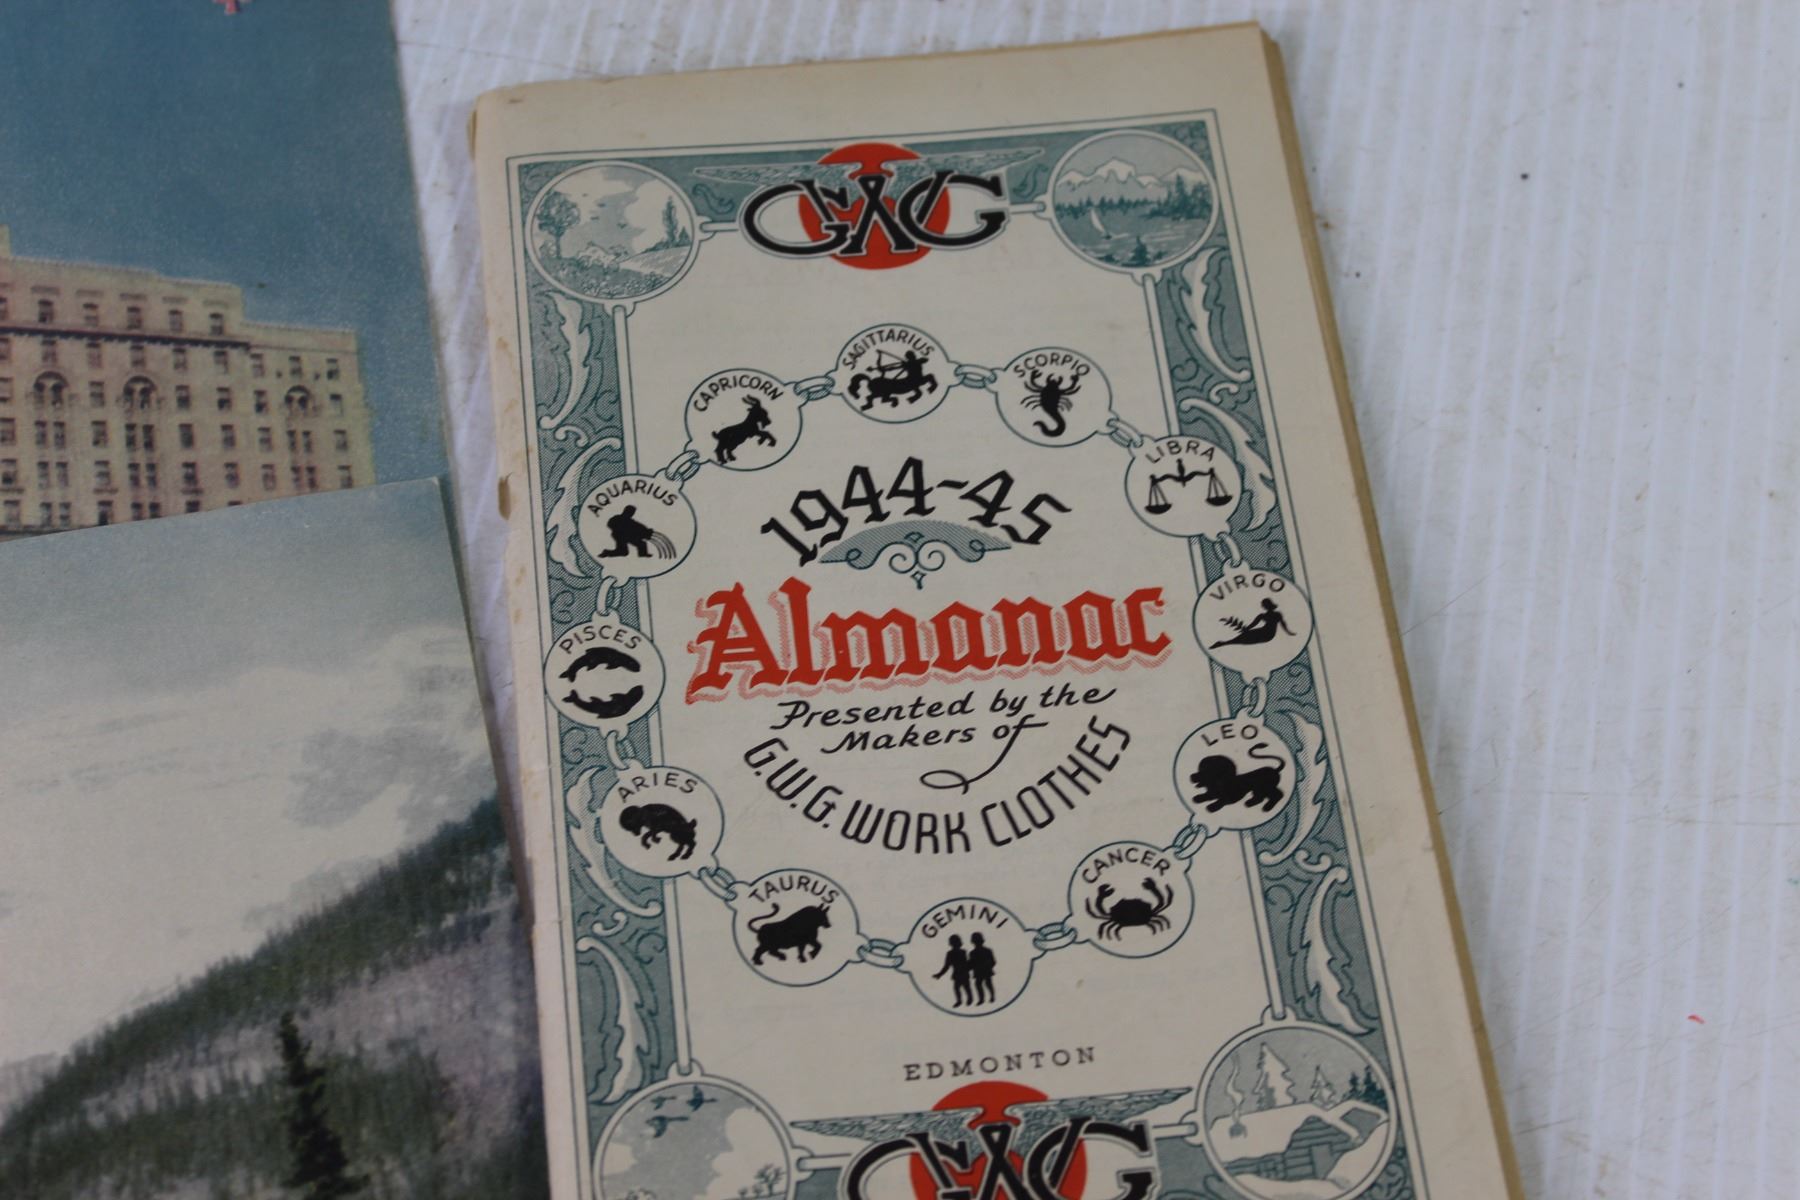 GWG
SAGITTARIUS
SCORPIO
CAPRICORN
LIBRA
AQUARIUS
1944-45
VIRGO
Almanac
PISCES
Presented by the
Makers of
G.W.G. WORK CLOTHES
LEO
ARIES
CANCER
TAURUS
GEMINI
EDMONTON
GWG